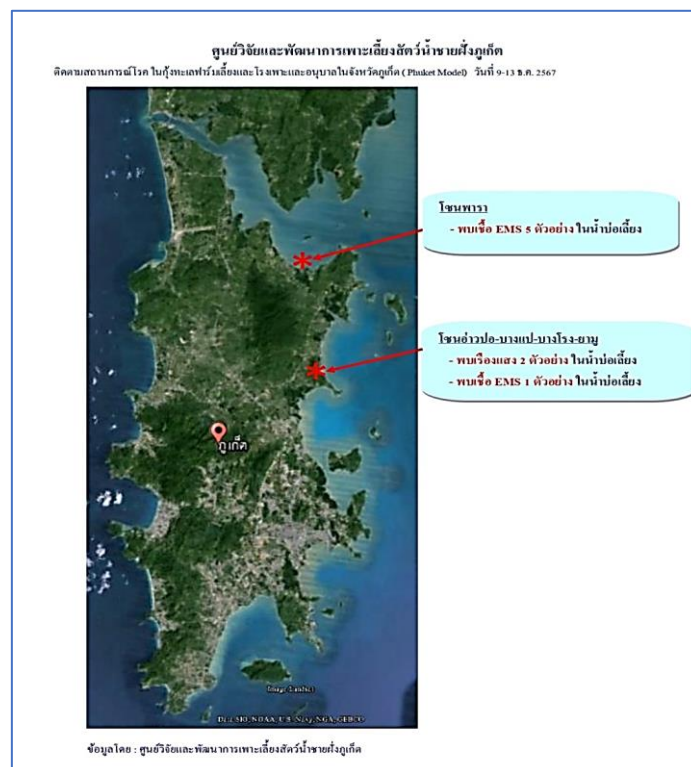 ศูนย์วิจัยและพัฒนาการเพาะเลี้ยงสัตว์น้ำชายฝั่งภูเก็ต
ติดตามสถานการณ์โรค ในกุ้งทะเลฟาร์มเลี้ยงและโรงเพาะและอนุบาลในจังหวัดภูเก็ต ( Phuket Model) วันที่ 9-13 ธ.ค. 2567
โซนพารา
- พบเชื้อ EMS 5 ตัวอย่าง ในน้ำบ่อเลี้ยง
โซนอ่าวปอ-บางแป-บางโรง-ยามู
- พบเรืองแสง 2 ตัวอย่าง ในน้ำบ่อเลี้ยง
- พบเชื้อ EMS 1 ตัวอย่าง ในน้ำบ่อเลี้ยง
ภูเก็ต
Image Landsat
Data SIO, NOAA, U.S. Navy, NGA, GEBCO
ข้อมูลโดย : ศูนย์วิจัยและพัฒนาการเพาะเลี้ยงสัตว์น้ำชายฝั่งภูเก็ต